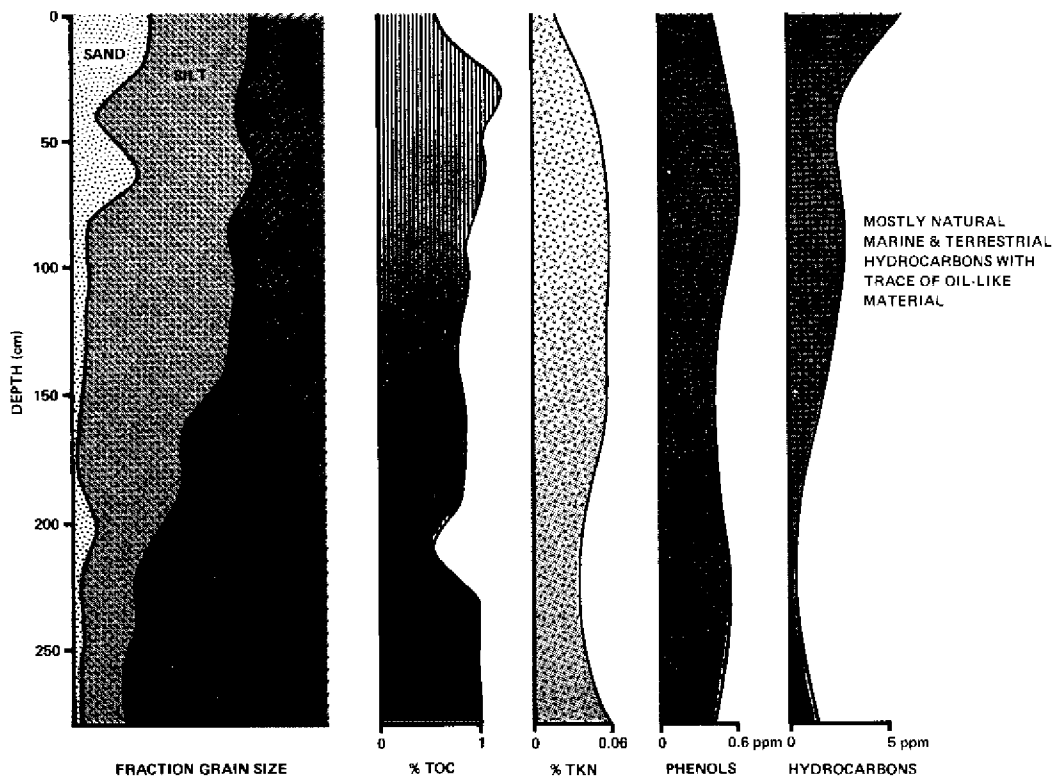 0
50
100
150
200
250
DEPTH (cm)
SAND
SILT
MOSTLY NATURAL
MARINE & TERRESTRIAL
HYDROCARBONS WITH
TRACE OF OIL-LIKE
MATERIAL
0 1
0 0.06
0 0.6 ppm
0 5 ppm
FRACTION GRAIN SIZE
% TOC
% TKN
PHENOLS
HYDROCARBONS